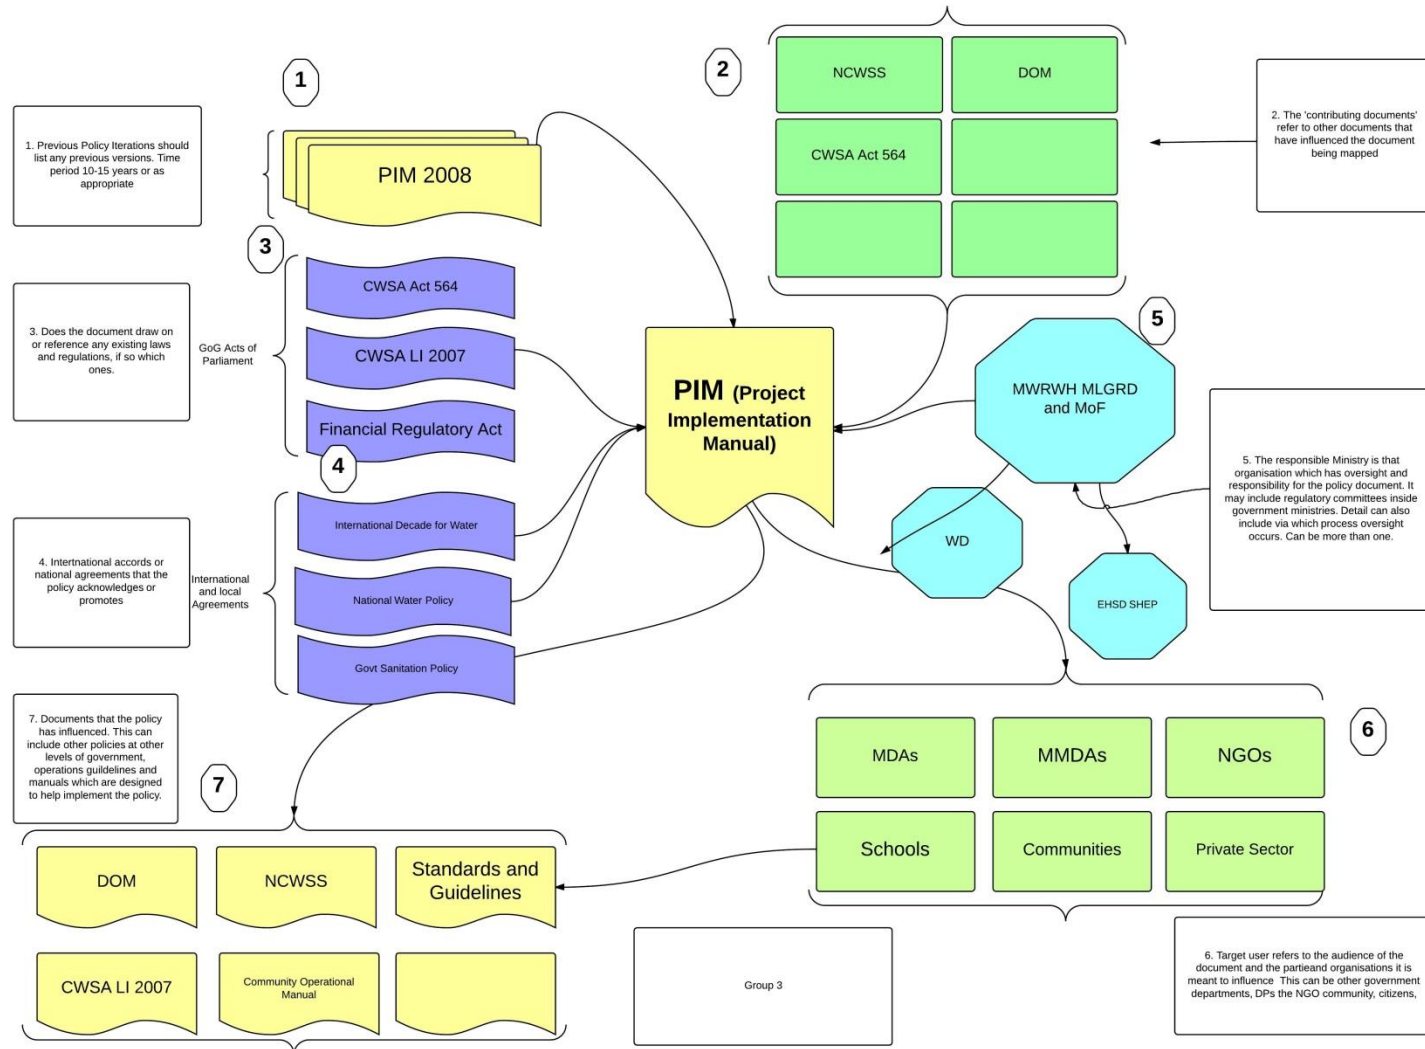 1
1. Previous Policy Iterations should
list any previous versions. Time
period 10-15 years or as
appropriate
PIM 2008
2
NCWSS
DOM
CWSA Act 564
2. The 'contributing documents'
refer to other documents that
have influenced the document
being mapped
3
3. Does the document draw on
or reference any existing laws
and regulations, if so which
ones.
GoG Acts of
Parliament
CWSA Act 564
CWSA LI 2007
Financial Regulatory Act
PIM (Project
Implementation
Manual)
5
MWRWH MLGRD
and MoF
WD
EHSD SHEP
5. The responsible Ministry is that
organisation which has oversight and
responsibility for the policy document. It
may include regulatory committees inside
government ministries. Detail can also
include via which process oversight
occurs. Can be more than one.
4
4. Intertnational accords or
national agreements that the
policy acknowledges or
promotes
International
and local
Agreements
International Decade for Water
National Water Policy
Govt Sanitation Policy
7. Documents that the policy
has influenced. This can
include other policies at other
levels of government,
operations guildelines and
manuals which are designed
to help implement the policy.
7
DOM
NCWSS
Standards and
Guidelines
CWSA LI 2007
Community Operational
Manual
6
MDAs
MMDAs
NGOs
Schools
Communities
Private Sector
Group 3
6. Target user refers to the audience of the
document and the partieand organisations it is
meant to influence  This can be other government
departments, DPs the NGO community, citizens,